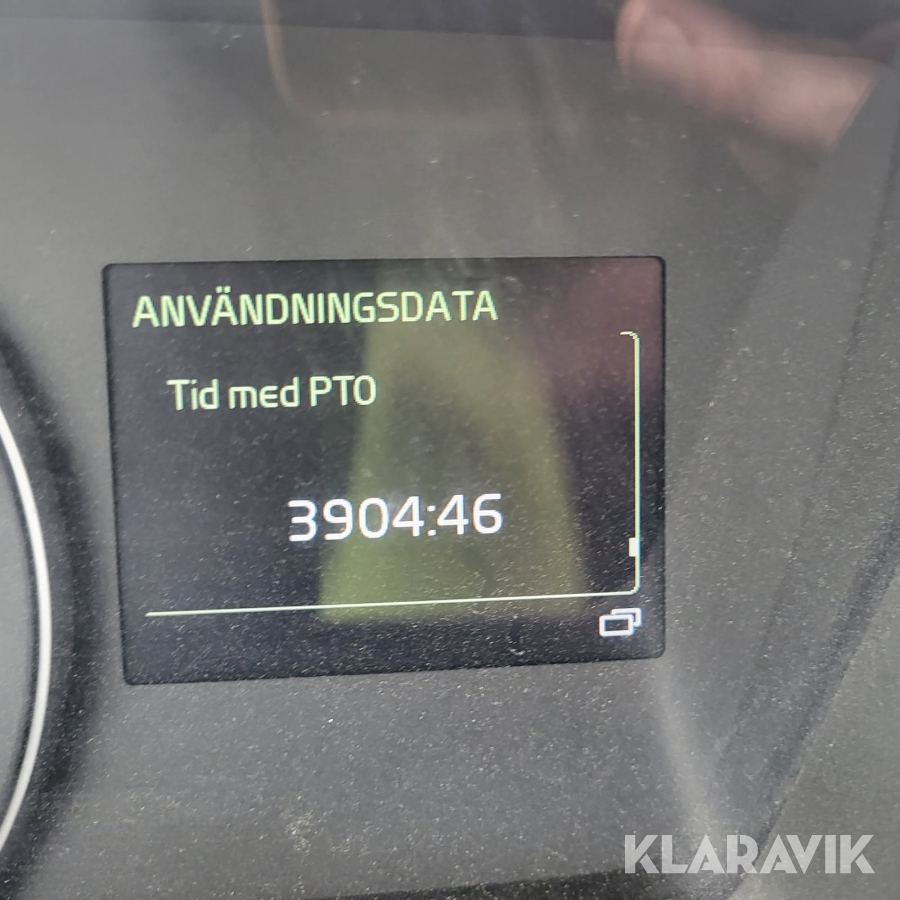 ANVÄNDNINGSDATA
Tid med PTO
3904:46
KLARAVIK